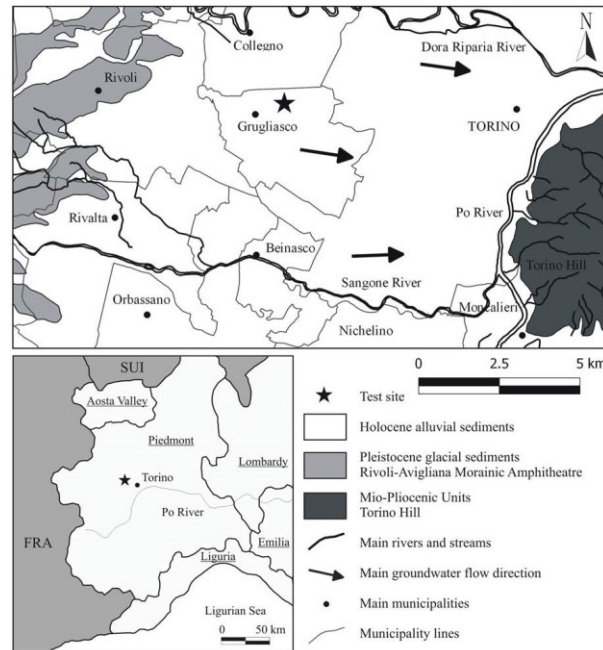 N
Collegno
Dora Riparia River
Rivoli
Grugliasco
TORINO
Rivalta
Po River
Beinasco
Torino Hill
Sangone River
Orbassano
Moncalieri
Nichelino
SUI
Aosta Valley
Piedmont
Lombardy
Torino
Po River
FRA
Emilia
Liguria
Ligurian Sea
0 50 km
0 2.5 5 km
Test site
Holocene alluvial sediments
Pleistocene glacial sediments
Rivoli-Avigliana Morainic Amphitheatre
Mio-Pliocenic Units
Torino Hill
Main rivers and streams
Main groundwater flow direction
Main municipalities
Municipality lines